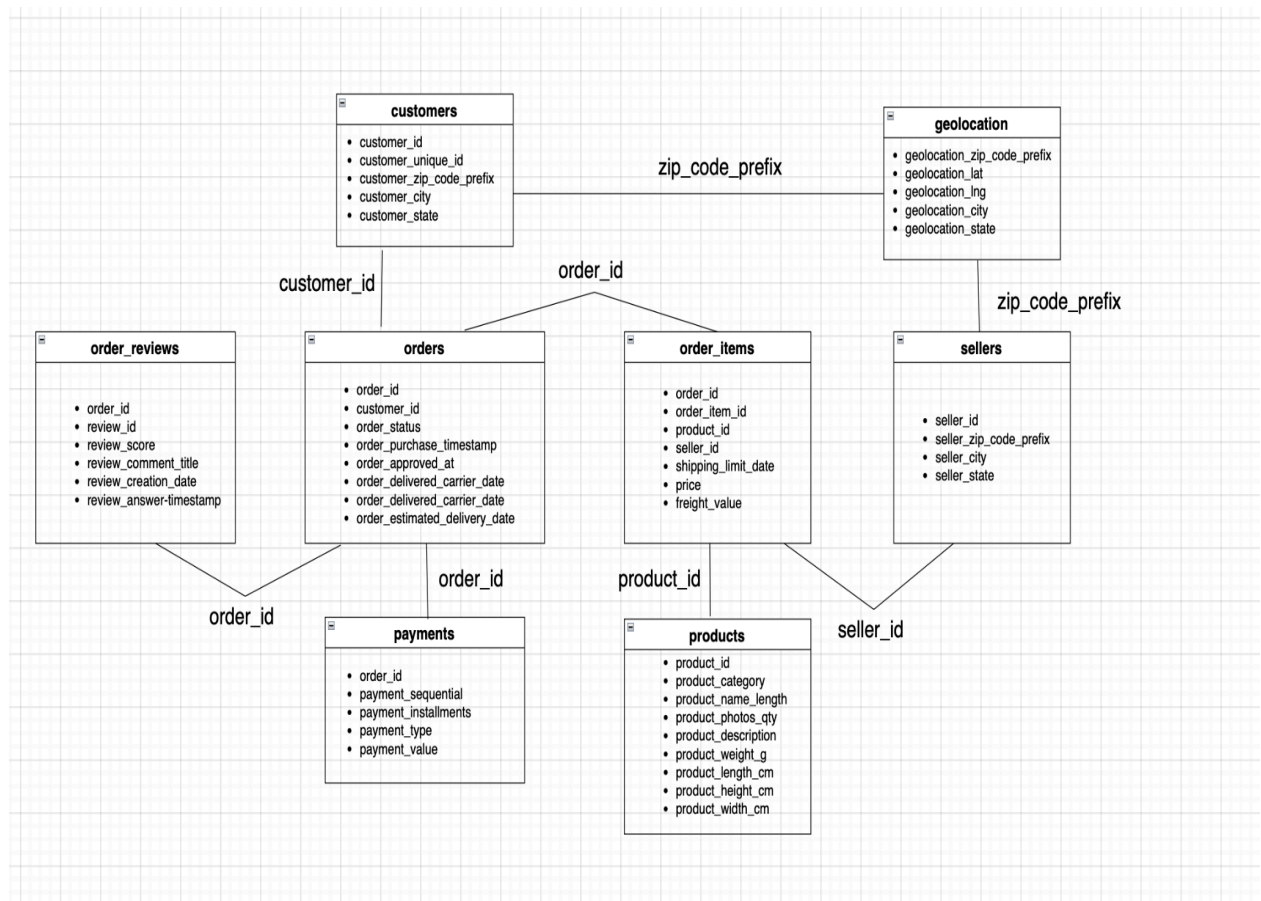 customers
customer_id
customer_unique_id
customer_zip_code_prefix
customer_city
customer_state
zip_code_prefix
geolocation
geolocation_zip_code_prefix
geolocation_lat
geolocation_lng
geolocation_city
geolocation_state
customer_id
order_id
zip_code_prefix
order_reviews
order_id
review_id
review_score
review_comment_title
review_creation_date
review_answer-timestamp
orders
order_id
customer_id
order_status
order_purchase_timestamp
order_approved_at
order_delivered_carrier_date
order_delivered_carrier_date
order_estimated_delivery_date
order_items
order_id
order_item_id
product_id
seller_id
shipping_limit_date
price
freight_value
sellers
seller_id
seller_zip_code_prefix
seller_city
seller_state
order_id
order_id
product_id
seller_id
payments
order_id
payment_sequential
payment_installments
payment_type
payment_value
products
product_id
product_category
product_name_length
product_photos_qty
product_description
product_weight_g
product_length_cm
product_height_cm
product_width_cm